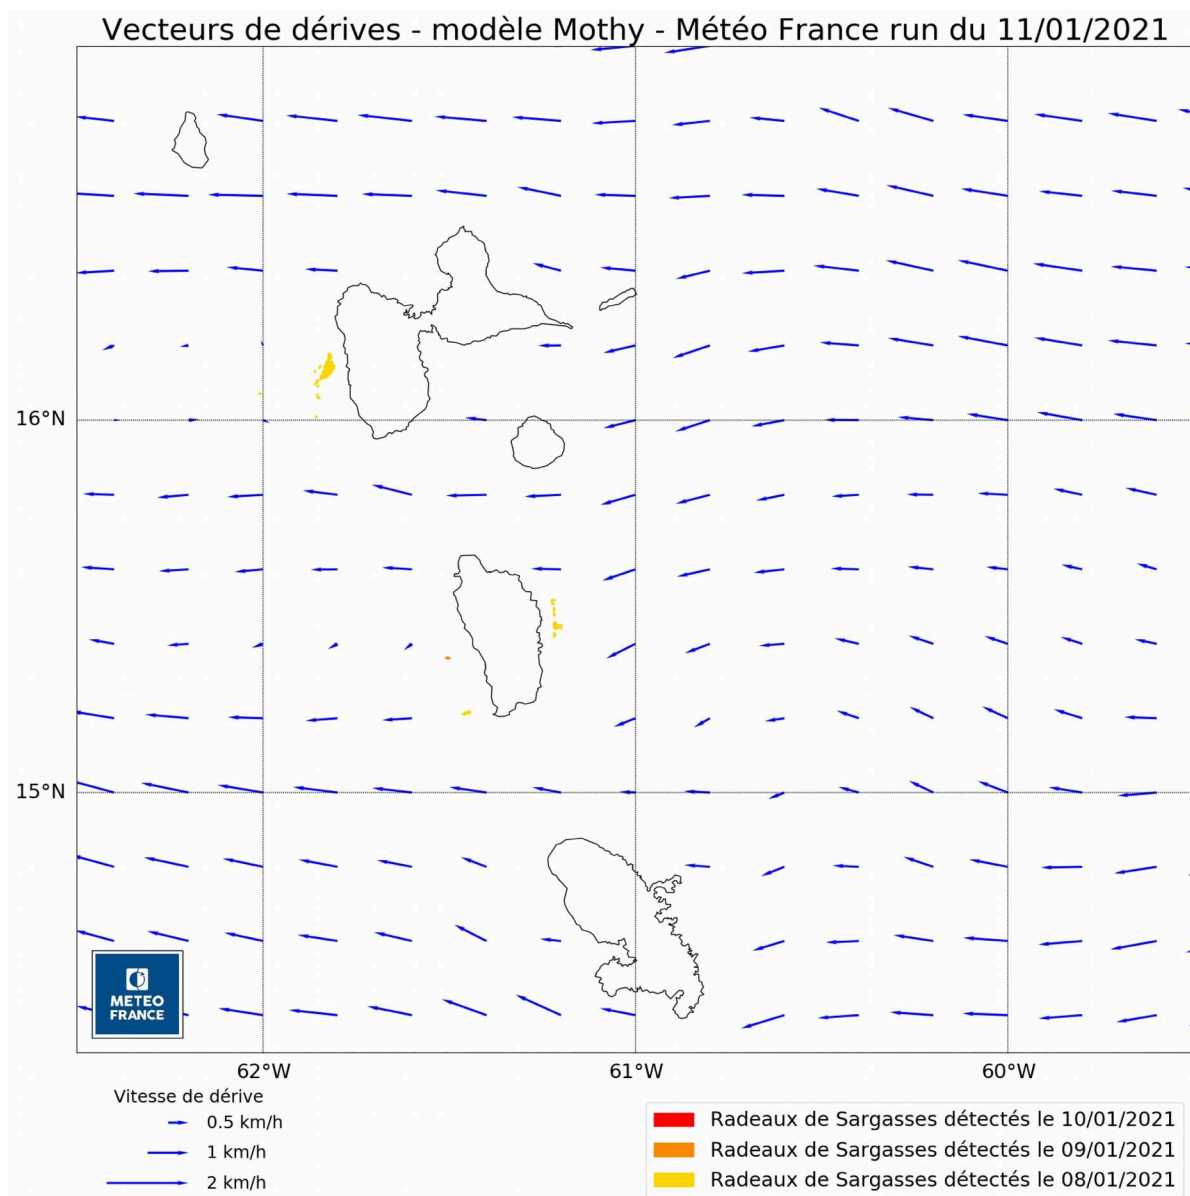 Vecteurs de dérives - modèle Mothy - Météo France run du 11/01/2021
16°N
15°N
METEO
FRANCE
62°W
61°W
60°W
Vitesse de dérive
0.5 km/h
1 km/h
2 km/h
Radeaux de Sargasses détectés le 10/01/2021
Radeaux de Sargasses détectés le 09/01/2021
Radeaux de Sargasses détectés le 08/01/2021